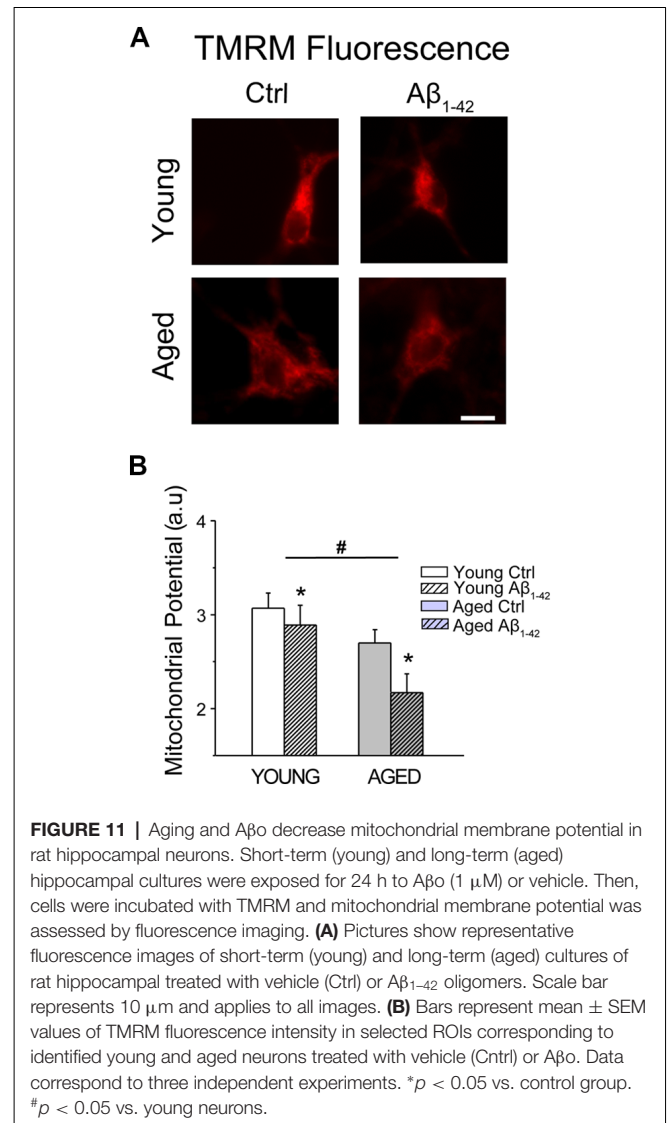 A
TMRM Fluorescence
Ctrl
Aβ1-42
Young
Aged
B
Mitochondrial Potential (a.u)
4
3
2
#
*
*
Young Ctrl
Young Aβ1-42
Aged Ctrl
Aged Aβ1-42
YOUNG
AGED
FIGURE 11 | Aging and Aβo decrease mitochondrial membrane potential in
rat hippocampal neurons. Short-term (young) and long-term (aged)
hippocampal cultures were exposed for 24 h to Aβo (1 μM) or vehicle. Then,
cells were incubated with TMRM and mitochondrial membrane potential was
assessed by fluorescence imaging. (A) Pictures show representative
fluorescence images of short-term (young) and long-term (aged) cultures of
rat hippocampal treated with vehicle (Ctrl) or Aβ1–42 oligomers. Scale bar
represents 10 μm and applies to all images. (B) Bars represent mean ± SEM
values of TMRM fluorescence intensity in selected ROIs corresponding to
identified young and aged neurons treated with vehicle (Cntrl) or Aβo. Data
correspond to three independent experiments. *p < 0.05 vs. control group.
#p < 0.05 vs. young neurons.